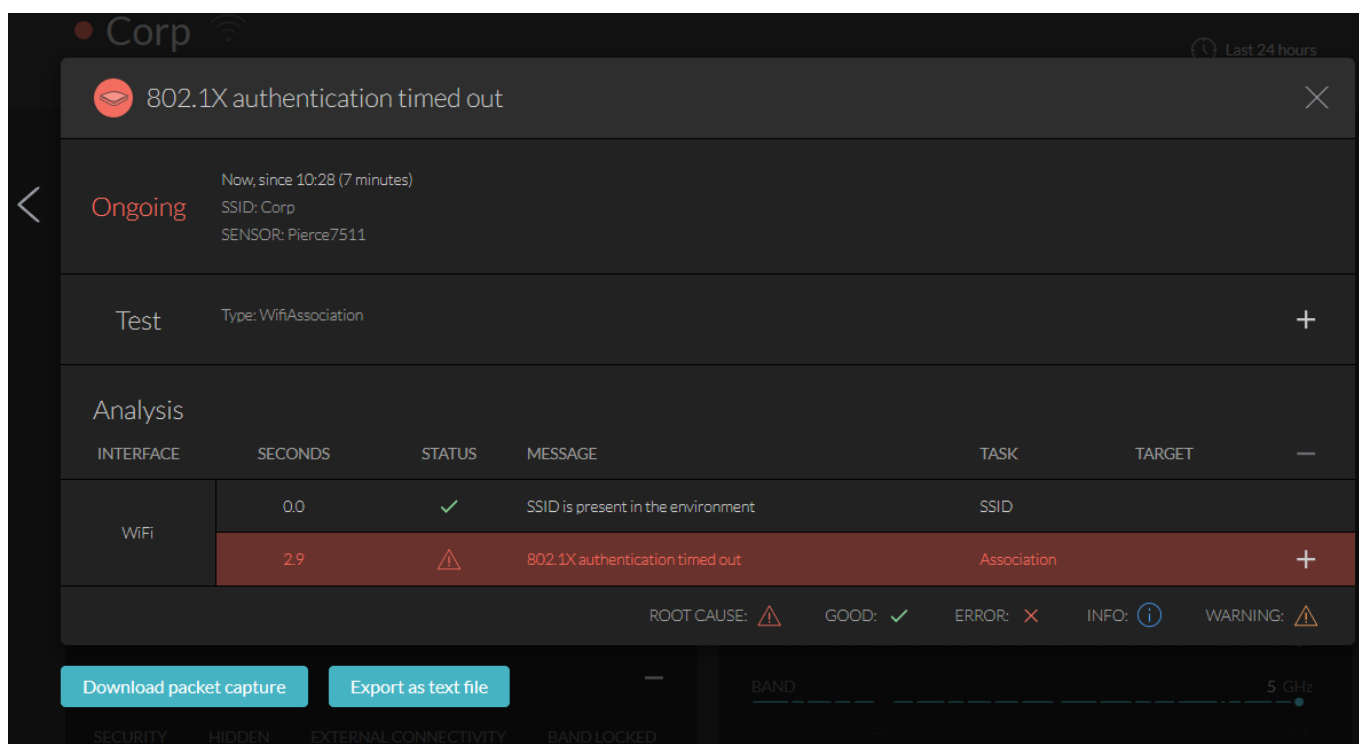 Corp
Last 24 hours
802.1X authentication timed out
Ongoing
Now, since 10:28 (7 minutes)
SSID: Corp
SENSOR: Pierce7511
Test
Type: WifiAssociation
Analysis
INTERFACE SECONDS STATUS MESSAGE TASK TARGET
WiFi
0.0 SSID is present in the environment SSID
2.9 802.1X authentication timed out Association
ROOT CAUSE: GOOD: ERROR: INFO: WARNING:
Download packet capture Export as text file
BAND 5 GHz
SECURITY HIDDEN EXTERNAL CONNECTIVITY BAND LOCKED